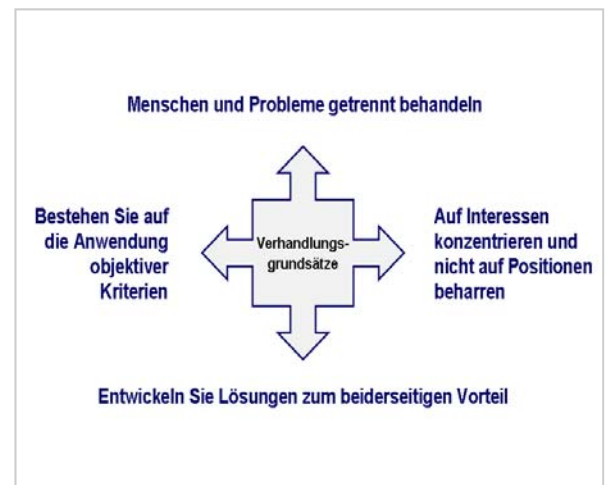 Menschen und Probleme getrennt behandeln
Bestehen Sie auf
die Anwendung
objektiver
Kriterien
Verhandlungs-
grundsätze
Auf Interessen
konzentrieren und
nicht auf Positionen
beharren
Entwickeln Sie Lösungen zum beiderseitigen Vorteil